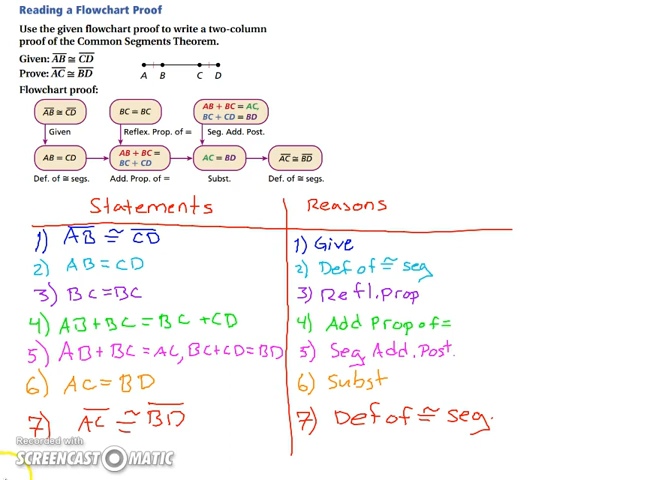 Reading a Flowchart Proof
Use the given flowchart proof to write a two-column
proof of the Common Segments Theorem.
Given: AB ≅ CD
Prove: AC ≅ BD
A B C D
Flowchart proof:
AB ≅ CD
BC = BC
AB + BC = AC,
BC + CD = BD
Given
Reflex. Prop. of =
Seg. Add. Post.
AB = CD
AB + BC =
BC + CD
AC = BD
AC ≅ BD
Def. of ≅ segs.
Add. Prop. of =
Subst.
Def. of ≅ segs.
Statements Reasons
1) AB ≅ CD 1) Give
2) AB = CD 2) Def of ≅ seg
3) BC = BC 3) Refl. Prop
4) AB + BC = BC + CD 4) Add Prop of =
5) AB + BC = AC, BC + CD = BD 5) Seg Add. Post.
6) AC = BD 6) Subst
7) AC ≅ BD 7) Def of ≅ seg.
Recorded with
SCREENCAST MATIC